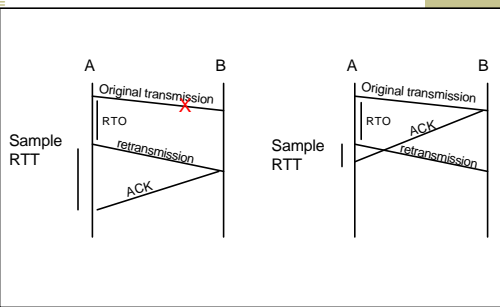 A
B
Original transmission
X
RTO
Sample
RTT
retransmission
ACK
A
B
Original transmission
RTO
ACK
Sample
RTT
retransmission